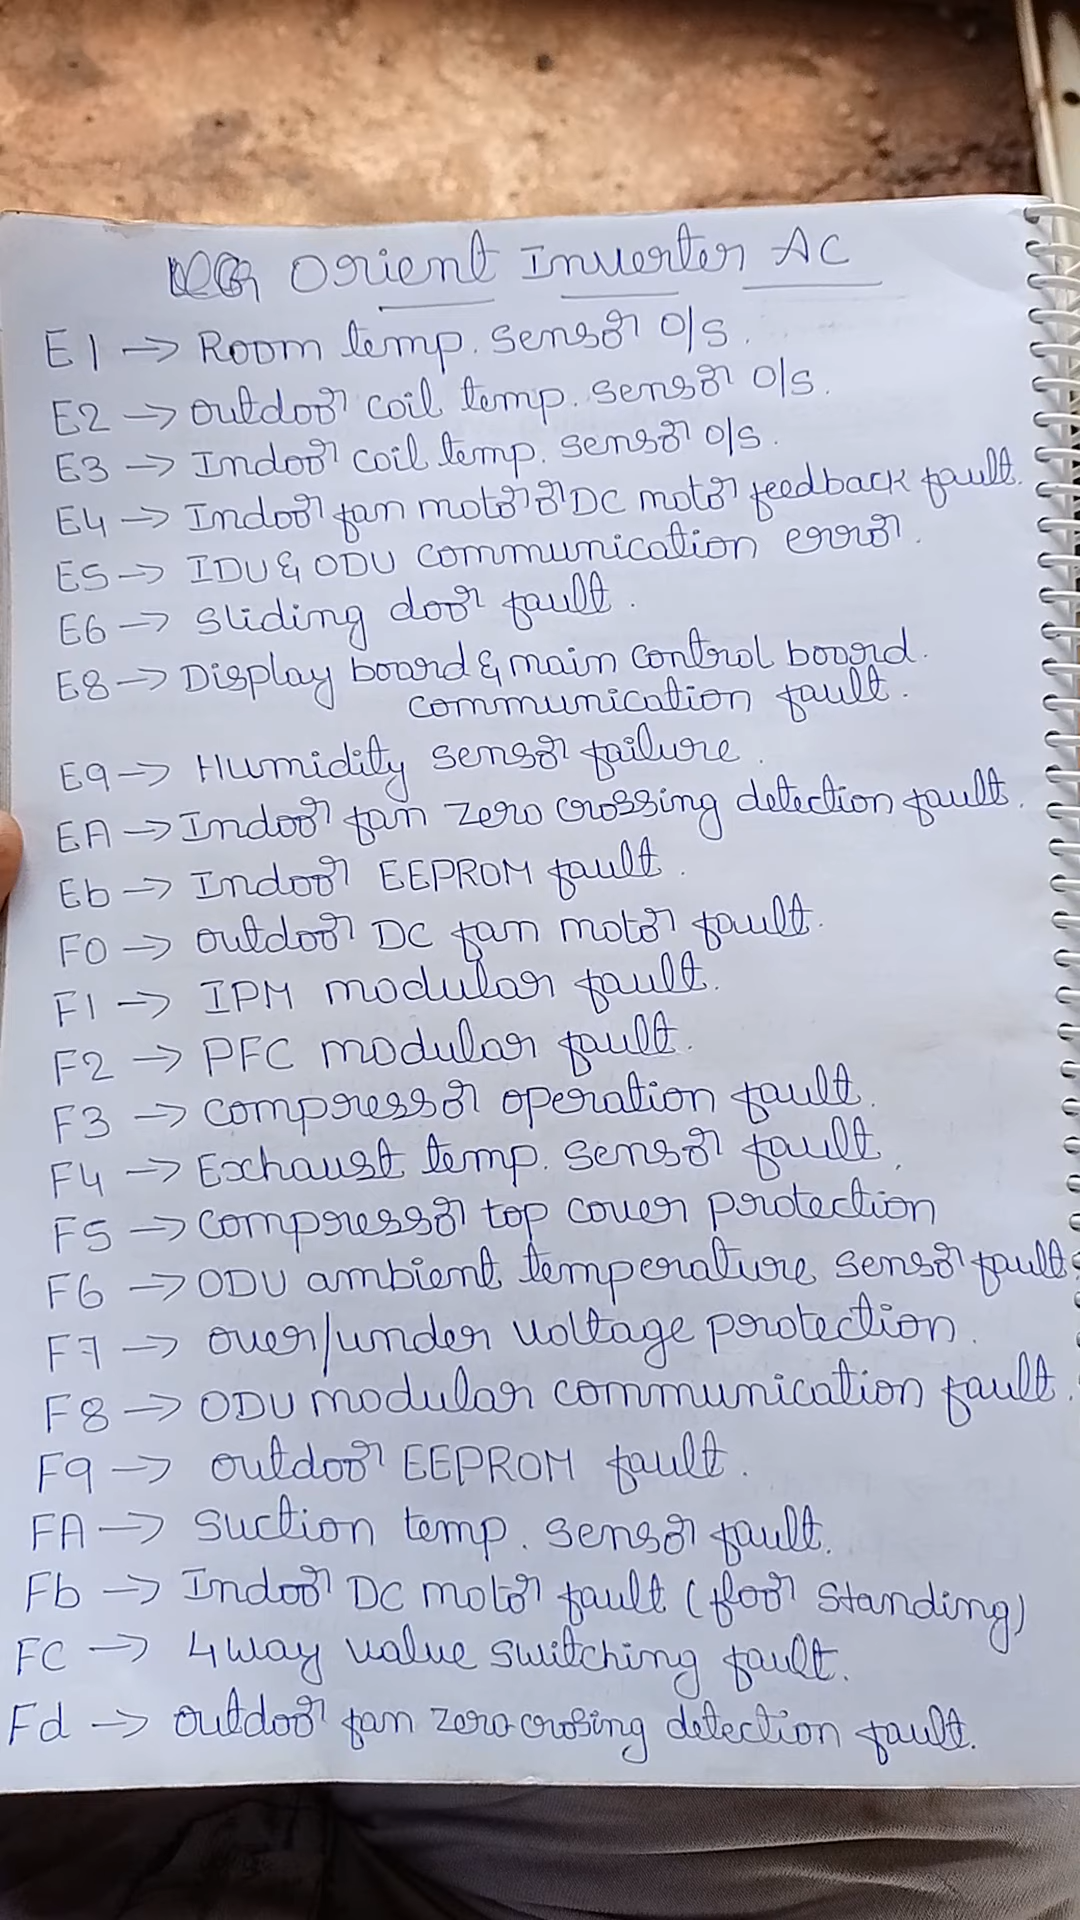 Orient Inverter AC
E1 → Room temp. sensor o/s.
E2 → outdoor coil temp. sensor o/s.
E3 → Indoor coil temp. sensor o/s.
E4 → Indoor fan motor or DC motor feedback fault.
E5 → IDU & ODU communication error.
E6 → Sliding door fault.
E8 → Display board & main control board.
communication fault.
E9 → Humidity sensor failure.
EA → Indoor fan zero crossing detection fault.
Eb → Indoor EEPROM fault.
F0 → outdoor DC fan motor fault.
F1 → IPM modular fault.
F2 → PFC modular fault.
F3 → compressor operation fault.
F4 → Exhaust temp. sensor fault.
F5 → compressor top cover protection
F6 → ODU ambient temperature sensor fault
F7 → over/under voltage protection.
F8 → ODU modular communication fault.
F9 → outdoor EEPROM fault.
FA → Suction temp. sensor fault.
Fb → Indoor DC motor fault (floor standing)
FC → 4 way value switching fault.
Fd → outdoor fan zero-crosing detection fault.